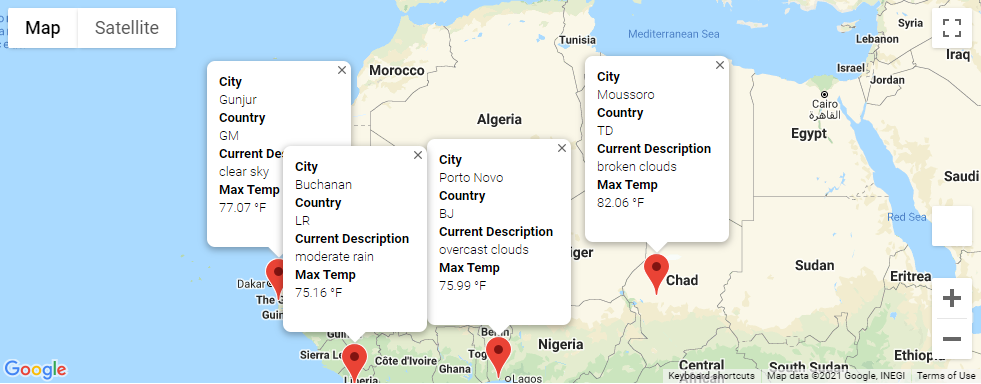 Map
Satellite
Tunisia
Mediterranean Sea
Syria
Lebanon
Iraq
Israel
Jordan
Morocco
Algeria
Cairo
القاهرة
Egypt
Saudi
Red Sea
City
Gunjur
Country
GM
Current De
clear sky
Max Temp
77.07 °F
City
Buchanan
Country
LR
Current Description
moderate rain
Max Temp
75.16 °F
City
Porto Novo
Country
BJ
Current Description
overcast clouds
Max Temp
75.99 °F
City
Moussoro
Country
TD
Current Description
broken clouds
Max Temp
82.06 °F
Dakar
The
Guin
iger
Chad
Sudan
Eritrea
Guin
Sierra Leo
Côte d'Ivoire
Liberia
Benin
Togo
Lagos
Nigeria
Central
African
South Sudan
Ethiopia
Google
Keyboard shortcuts
Map data ©2021 Google, INEGI
Terms of Use